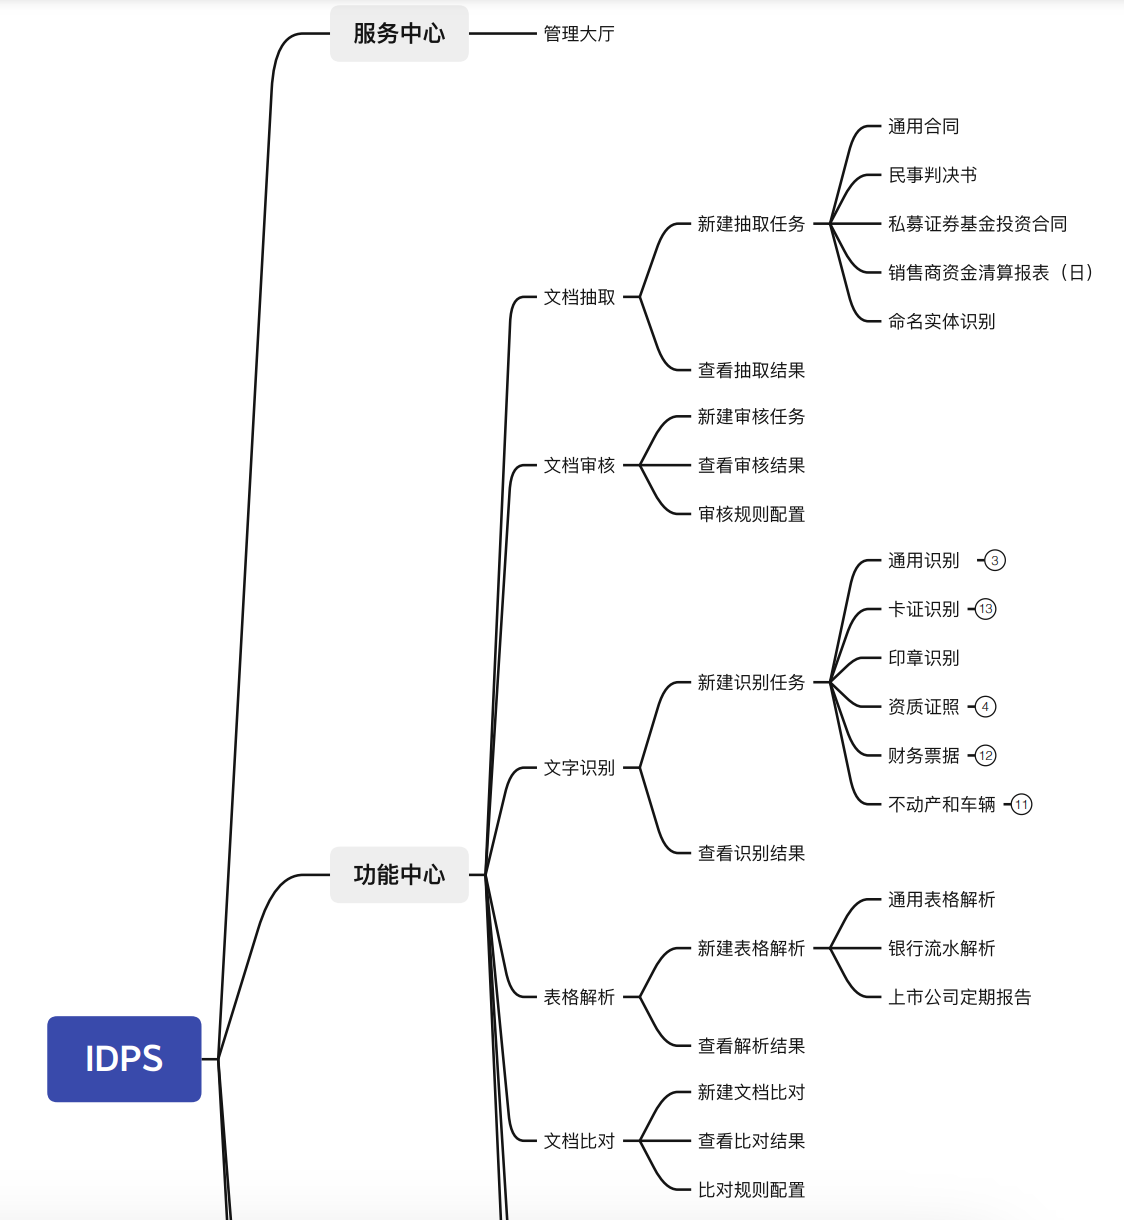 服务中心
管理大厅
通用合同
民事判决书
新建抽取任务
私募证券基金投资合同
销售商资金清算报表（日）
文档抽取
命名实体识别
查看抽取结果
新建审核任务
文档审核
查看审核结果
审核规则配置
通用识别 3
卡证识别 13
印章识别
新建识别任务
资质证照 4
财务票据 12
文字识别
不动产和车辆 11
查看识别结果
功能中心
通用表格解析
新建表格解析
银行流水解析
表格解析
上市公司定期报告
查看解析结果
IDPS
新建文档比对
文档比对
查看比对结果
比对规则配置